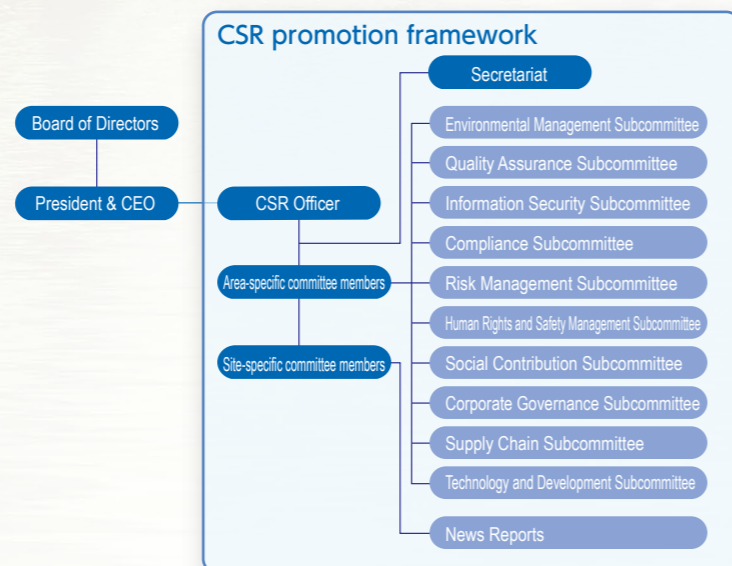 CSR promotion framework
Secretariat
Board of Directors
President & CEO
CSR Officer
Area-specific committee members
Site-specific committee members
Environmental Management Subcommittee
Quality Assurance Subcommittee
Information Security Subcommittee
Compliance Subcommittee
Risk Management Subcommittee
Human Rights and Safety Management Subcommittee
Social Contribution Subcommittee
Corporate Governance Subcommittee
Supply Chain Subcommittee
Technology and Development Subcommittee
News Reports